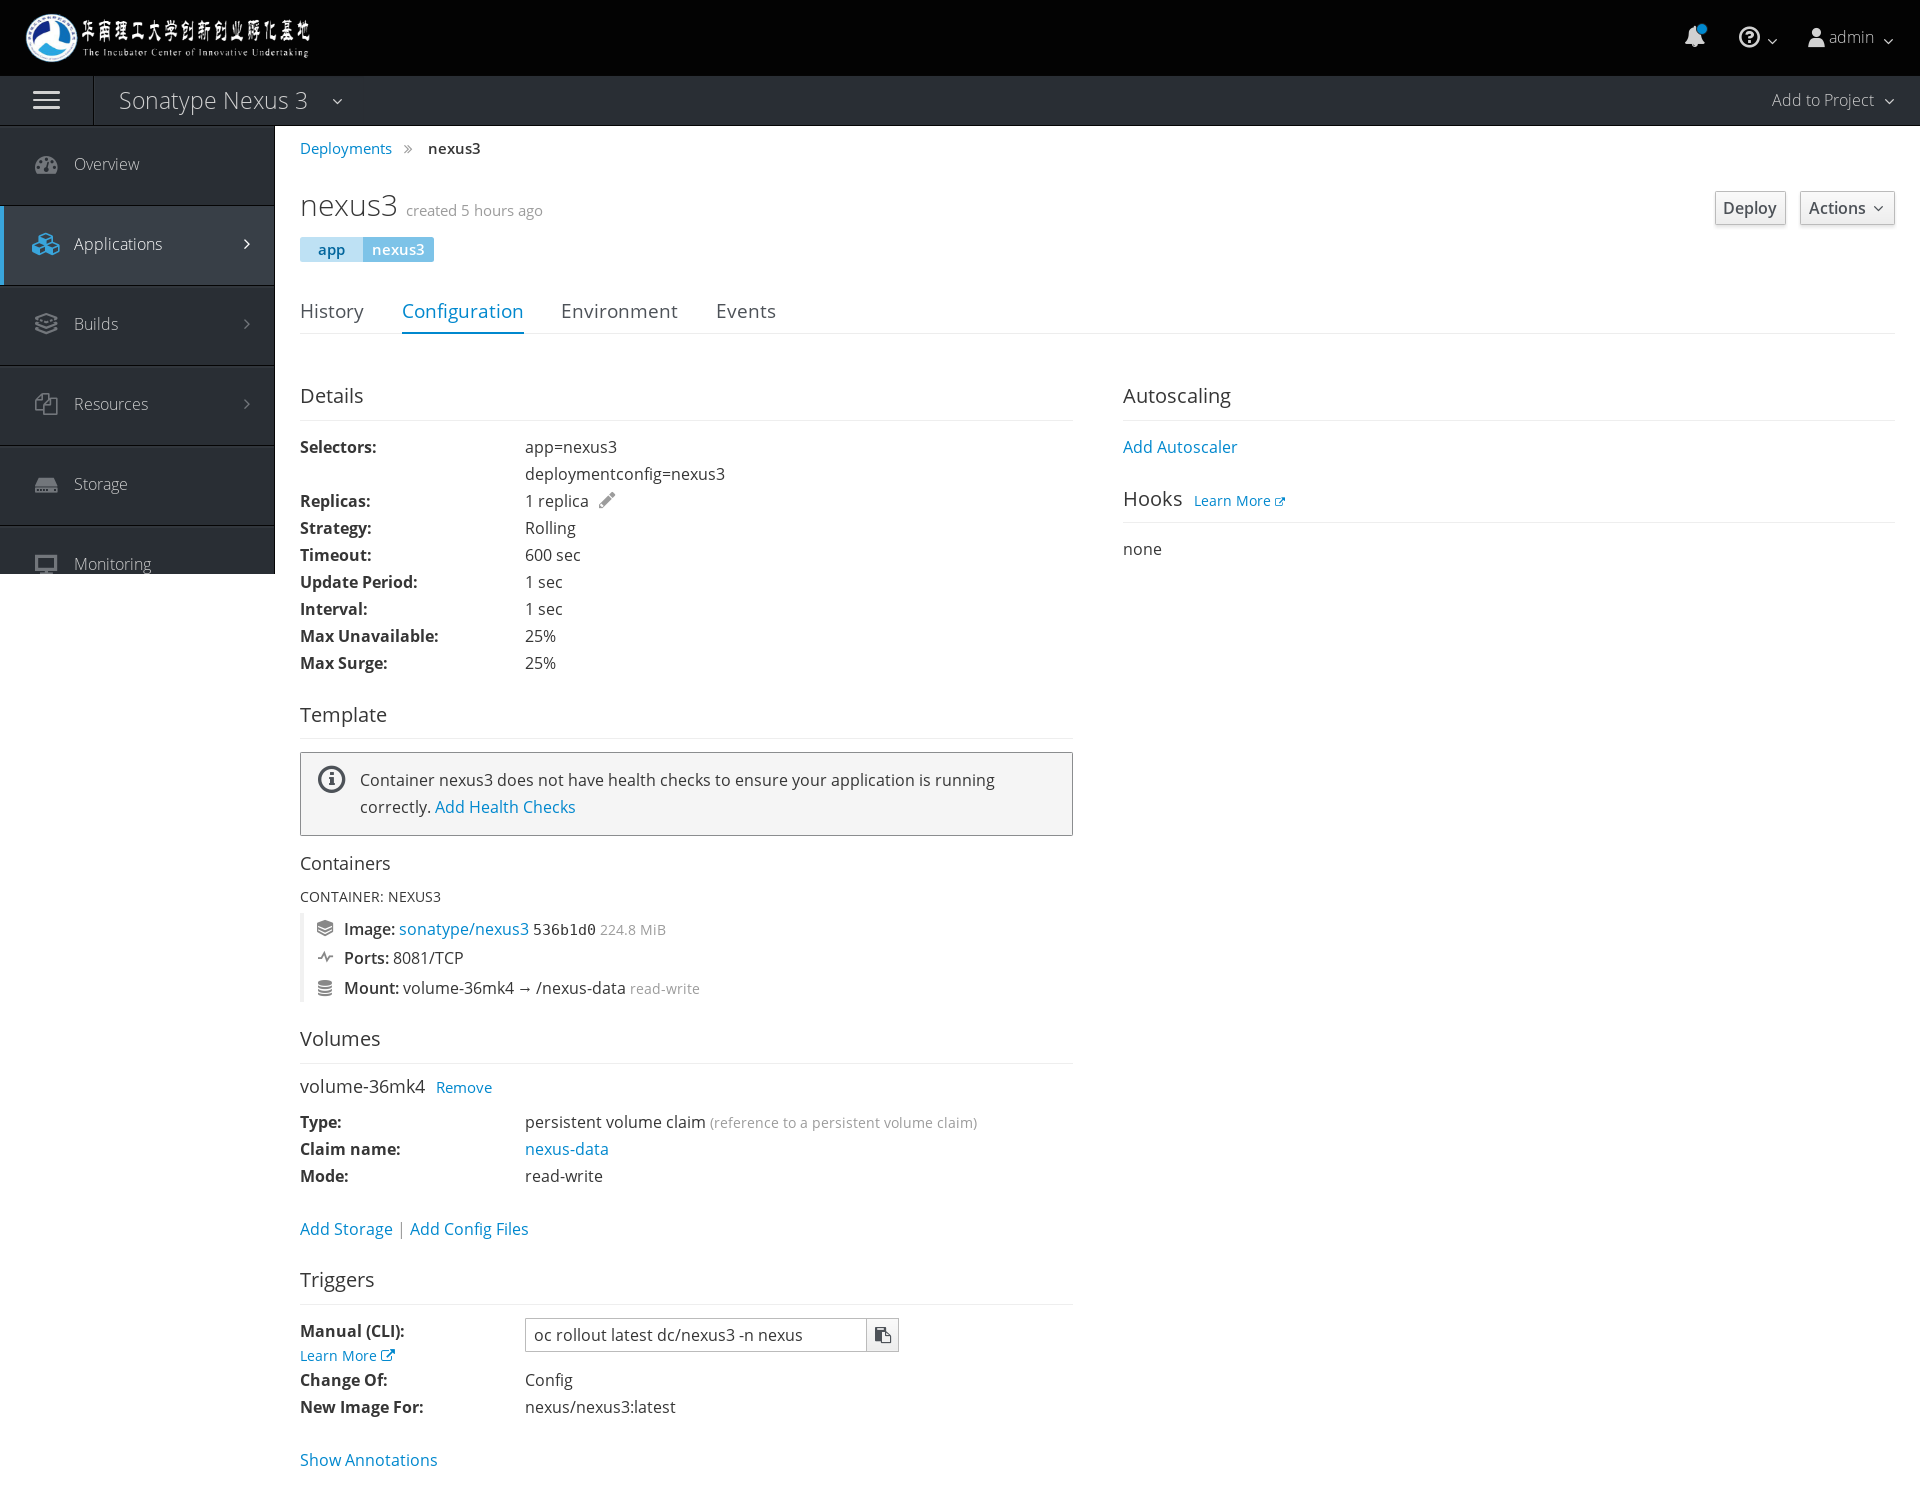 华南理工大学创新创业孵化基地
The Incubator Center of Innovative Undertaking
admin
Sonatype Nexus 3
Add to Project
Overview
Applications
Builds
Resources
Storage
Monitoring
Deployments » nexus3
nexus3 created 5 hours ago
Deploy
Actions
app nexus3
History Configuration Environment Events
Details
Selectors: app=nexus3
deploymentconfig=nexus3
Replicas: 1 replica
Strategy: Rolling
Timeout: 600 sec
Update Period: 1 sec
Interval: 1 sec
Max Unavailable: 25%
Max Surge: 25%
Template
Container nexus3 does not have health checks to ensure your application is running
correctly. Add Health Checks
Containers
CONTAINER: NEXUS3
Image: sonatype/nexus3 536b1d0 224.8 MiB
Ports: 8081/TCP
Mount: volume-36mk4 → /nexus-data read-write
Volumes
volume-36mk4 Remove
Type: persistent volume claim (reference to a persistent volume claim)
Claim name: nexus-data
Mode: read-write
Add Storage | Add Config Files
Triggers
Manual (CLI): oc rollout latest dc/nexus3 -n nexus
Learn More
Change Of: Config
New Image For: nexus/nexus3:latest
Show Annotations
Autoscaling
Add Autoscaler
Hooks Learn More
none